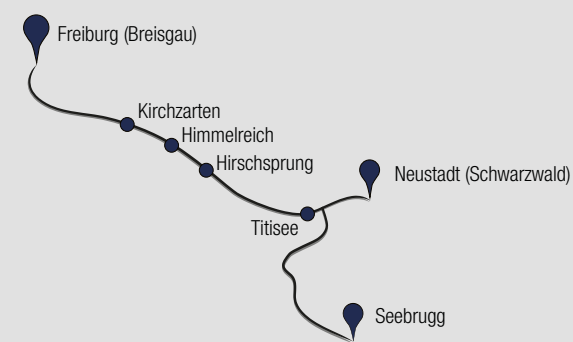 Freiburg (Breisgau)
Kirchzarten
Himmelreich
Hirschsprung
Neustadt (Schwarzwald)
Titisee
Seebrugg